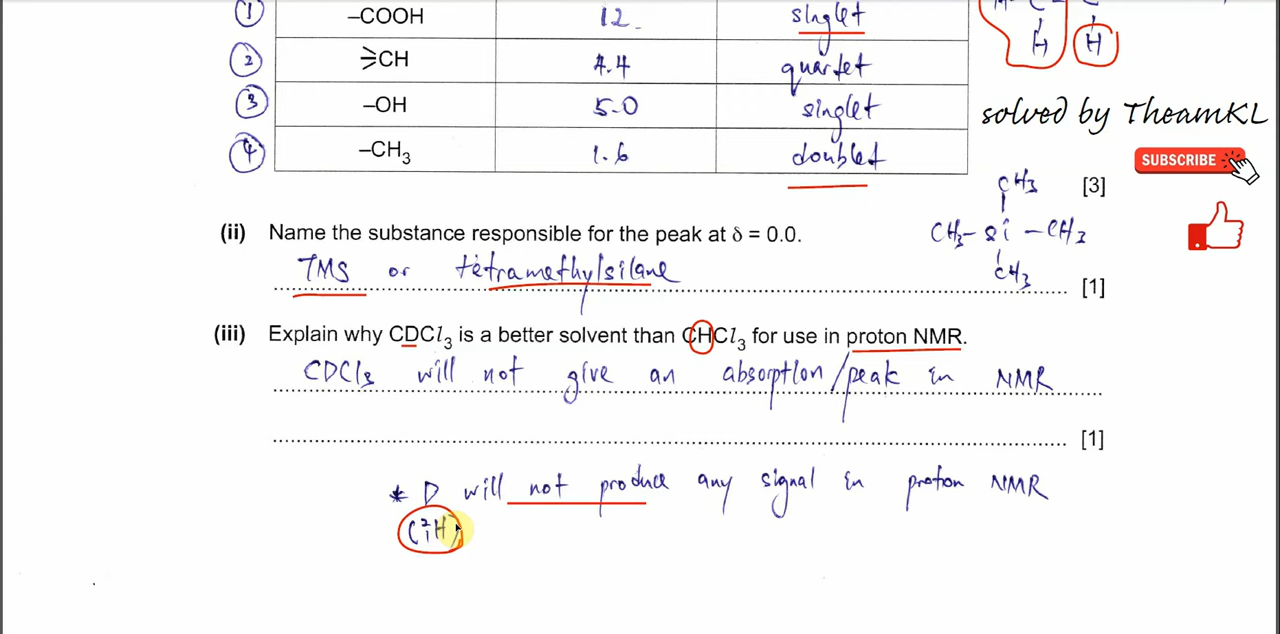 ① –COOH 12. singlet
② CH 4.4 quartet
③ –OH 5.0 singlet
④ –CH₃ 1.6 doublet
H H
solved by TheamKL
SUBSCRIBE
[3]
CH₃
CH₃– Si –CH₃
CH₃
(ii) Name the substance responsible for the peak at δ = 0.0.
TMS or tetramethylsilane [1]
(iii) Explain why CDCl₃ is a better solvent than CHCl₃ for use in proton NMR.
CDCl₃ will not give an absorption/peak in NMR
[1]
* D will not produce any signal in proton NMR
(²₁H)